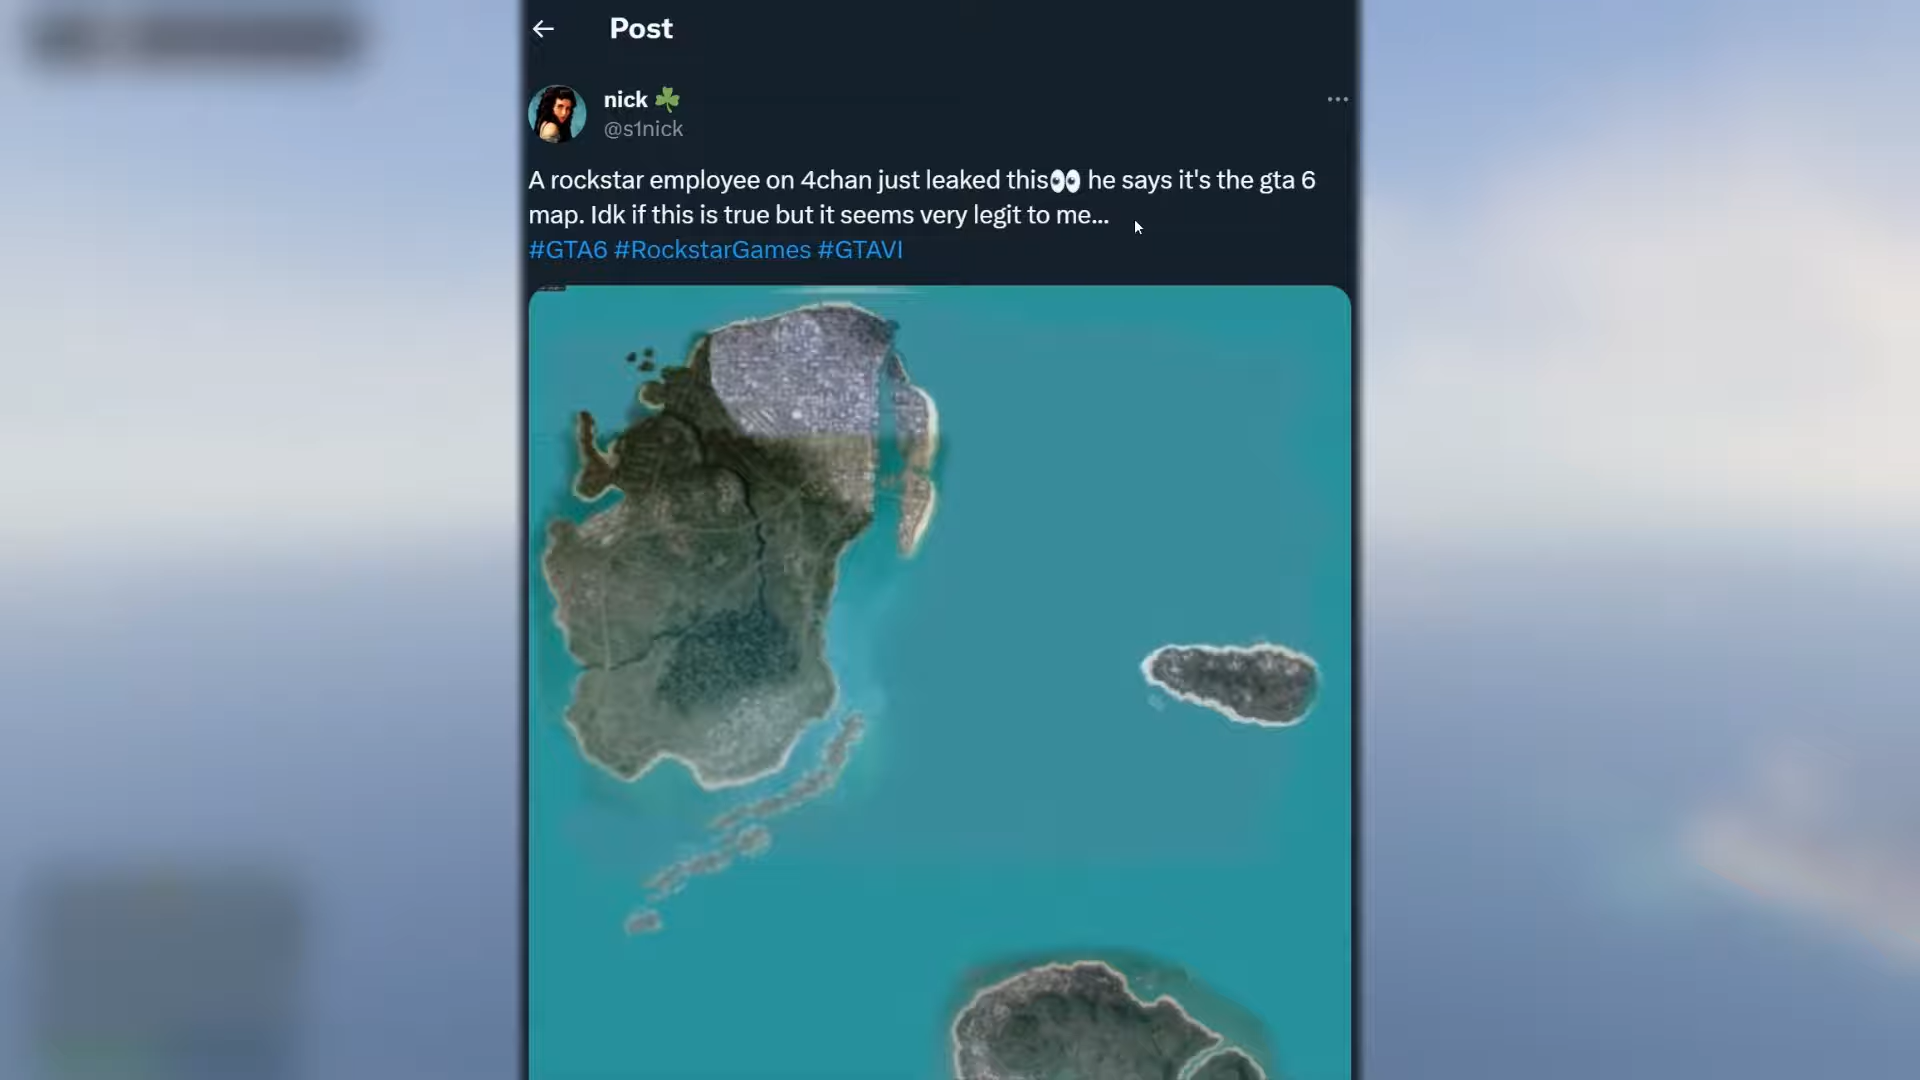 Post
nick ☘️
@s1nick
A rockstar employee on 4chan just leaked this👀 he says it's the gta 6
map. Idk if this is true but it seems very legit to me...
#GTA6 #RockstarGames #GTAVI